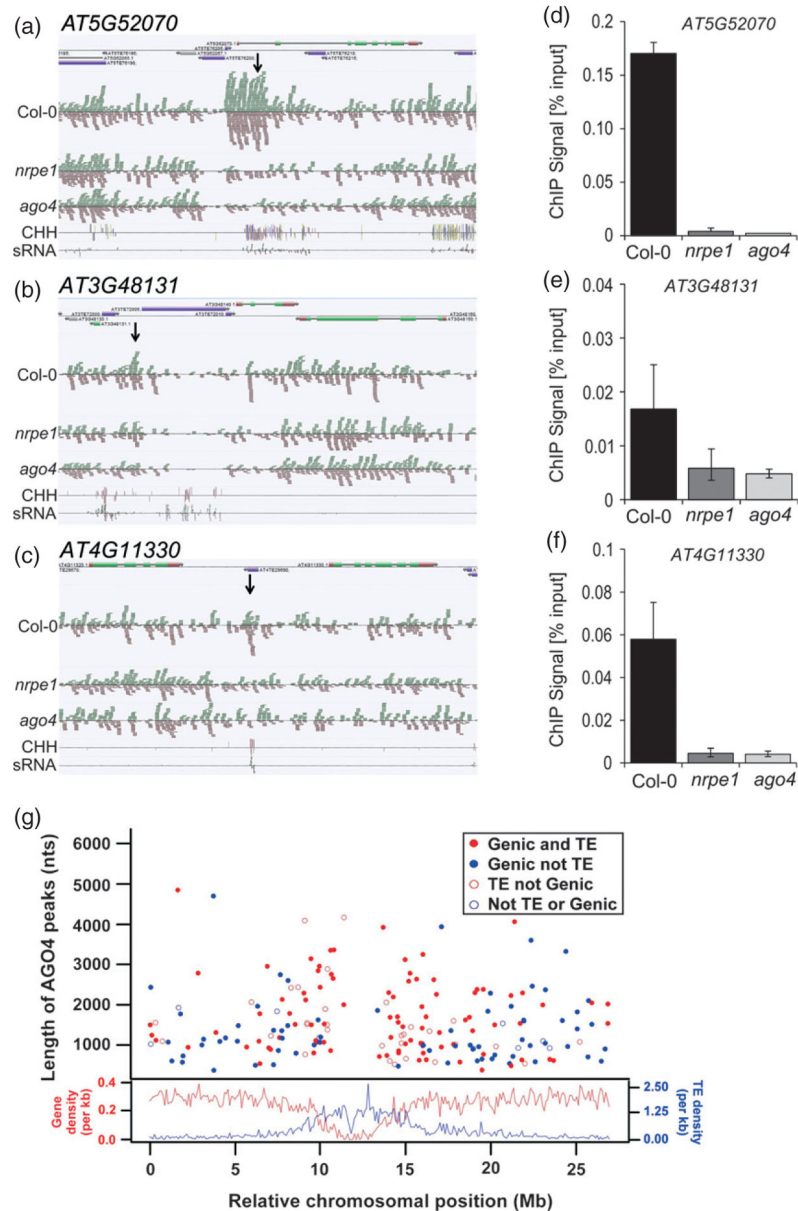 (a) AT5G52070
Col-0
nrpe1
ago4
CHH
sRNA
(b) AT3G48131
Col-0
nrpe1
ago4
CHH
sRNA
(c) AT4G11330
Col-0
nrpe1
ago4
CHH
sRNA
(d) AT5G52070
ChIP Signal [% input]
0.20
0.15
0.10
0.05
0
Col-0 nrpe1 ago4
(e) AT3G48131
ChIP Signal [% input]
0.04
0.03
0.02
0.01
0
Col-0 nrpe1 ago4
(f) AT4G11330
ChIP Signal [% input]
0.1
0.08
0.06
0.04
0.02
0
Col-0 nrpe1 ago4
(g)
Length of AGO4 peaks (nts)
6000
5000
4000
3000
2000
1000
Genic and TE
Genic not TE
TE not Genic
Not TE or Genic
Gene density (per kb)
0.4
0.2
0.0
2.50
1.25
0.00
TE density (per kb)
0 5 10 15 20 25
Relative chromosomal position (Mb)